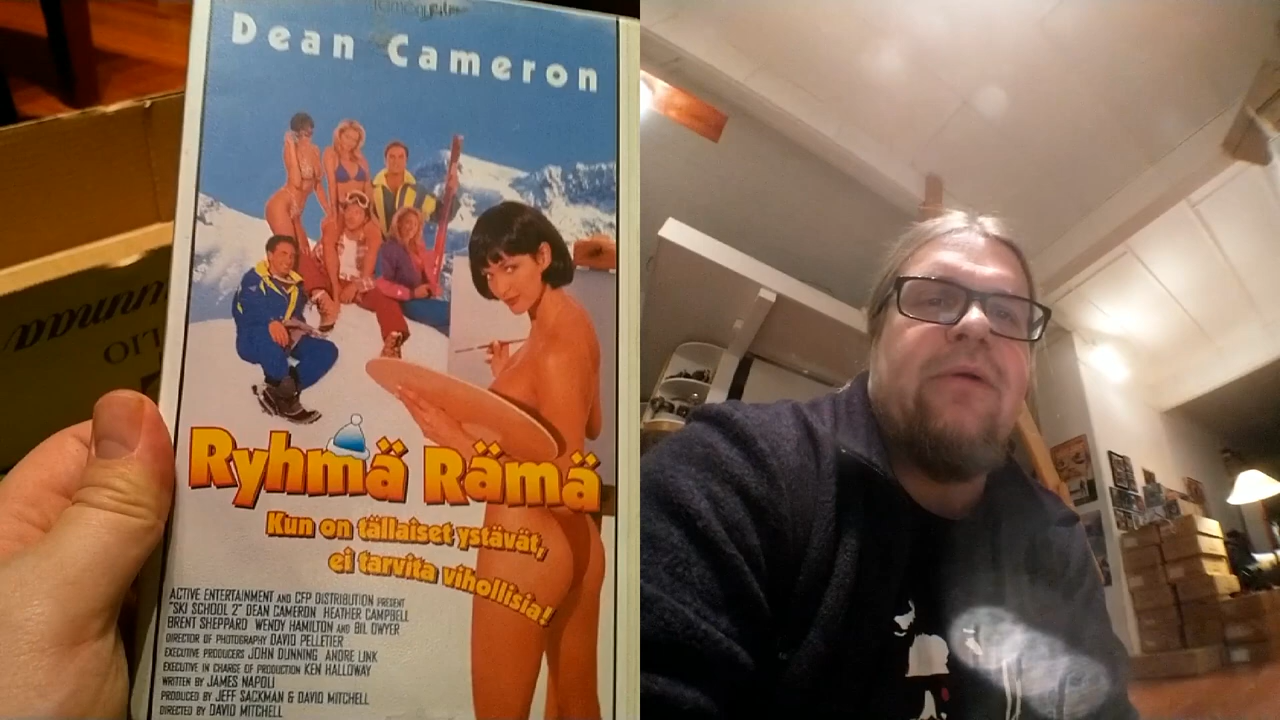 Dean Cameron
Ryhmä Rämä
Kun on tällaiset ystävät,
ei tarvita vihollisia!
ACTIVE ENTERTAINMENT AND CFP DISTRIBUTION PRESENT
"SKI SCHOOL 2" DEAN CAMERON HEATHER CAMPBELL
BRENT SHEPPARD WENDY HAMILTON AND BIL DWYER
DIRECTOR OF PHOTOGRAPHY DAVID PELLETIER
EXECUTIVE PRODUCERS JOHN DUNNING ANDRE LINK
EXECUTIVE IN CHARGE OF PRODUCTION KEN HALLOWAY
WRITTEN BY JAMES NAPOLI
PRODUCED BY JEFF SACKMAN & DAVID MITCHELL
DIRECTED BY DAVID MITCHELL